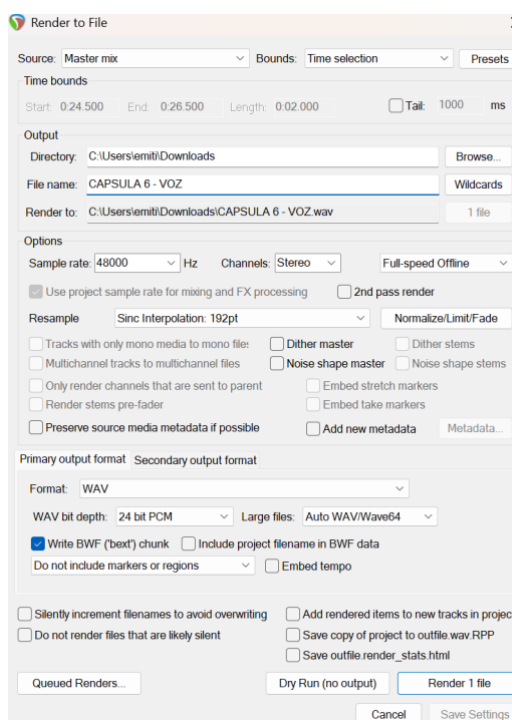 Render to File
Source: Master mix Bounds: Time selection Presets
Time bounds
Start: 0:24.500 End: 0:26.500 Length: 0:02.000 Tail: 1000 ms
Output
Directory: C:\Users\emiti\Downloads Browse...
File name: CAPSULA 6 - VOZ Wildcards
Render to: C:\Users\emiti\Downloads\CAPSULA 6 - VOZ.wav 1 file
Options
Sample rate: 48000 Hz Channels: Stereo Full-speed Offline
Use project sample rate for mixing and FX processing 2nd pass render
Resample Sinc Interpolation: 192pt Normalize/Limit/Fade
Tracks with only mono media to mono files Dither master Dither stems
Multichannel tracks to multichannel files Noise shape master Noise shape stems
Only render channels that are sent to parent Embed stretch markers
Render stems pre-fader Embed take markers
Preserve source media metadata if possible Add new metadata Metadata...
Primary output format Secondary output format
Format: WAV
WAV bit depth: 24 bit PCM Large files: Auto WAV/Wave64
Write BWF ('bext') chunk Include project filename in BWF data
Do not include markers or regions Embed tempo
Silently increment filenames to avoid overwriting Add rendered items to new tracks in projec
Do not render files that are likely silent Save copy of project to outfile.wav.RPP
Save outfile.render_stats.html
Queued Renders... Dry Run (no output) Render 1 file
Cancel Save Settings